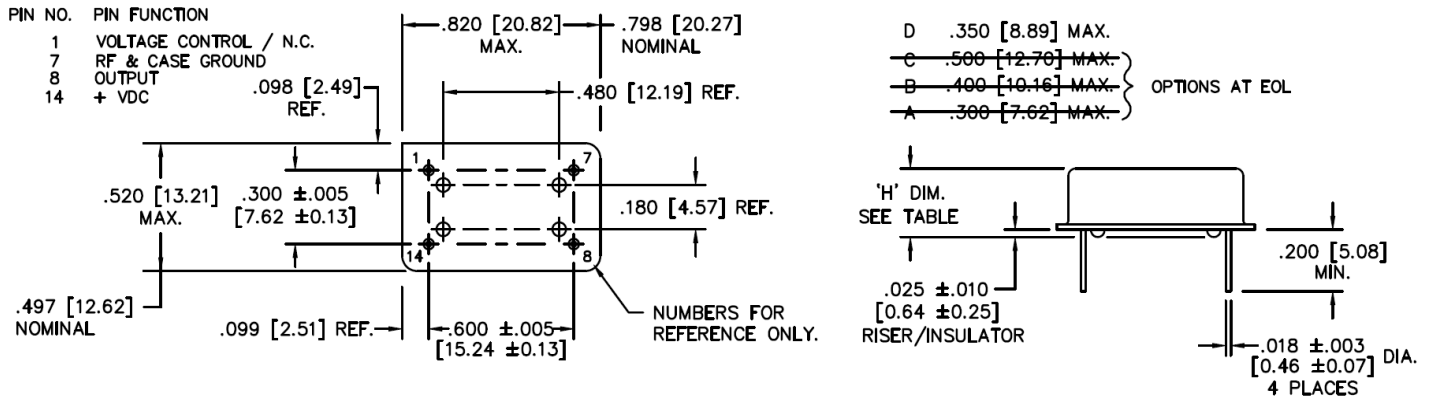 PIN NO. PIN FUNCTION
1 VOLTAGE CONTROL / N.C.
7 RF & CASE GROUND
8 OUTPUT
14 + VDC
.820 [20.82]
MAX.
.798 [20.27]
NOMINAL
.098 [2.49]
REF.
.480 [12.19] REF.
.520 [13.21]
MAX.
.300 ±.005
[7.62 ±0.13]
1
7
14
8
.180 [4.57] REF.
.497 [12.62]
NOMINAL
.099 [2.51] REF.
.600 ±.005
[15.24 ±0.13]
NUMBERS FOR
REFERENCE ONLY.
D .350 [8.89] MAX.
C .500 [12.70] MAX.
B .400 [10.16] MAX.
A .300 [7.62] MAX.
OPTIONS AT EOL
'H' DIM.
SEE TABLE
.025 ±.010
[0.64 ±0.25]
RISER/INSULATOR
.200 [5.08]
MIN.
.018 ±.003
[0.46 ±0.07] DIA.
4 PLACES